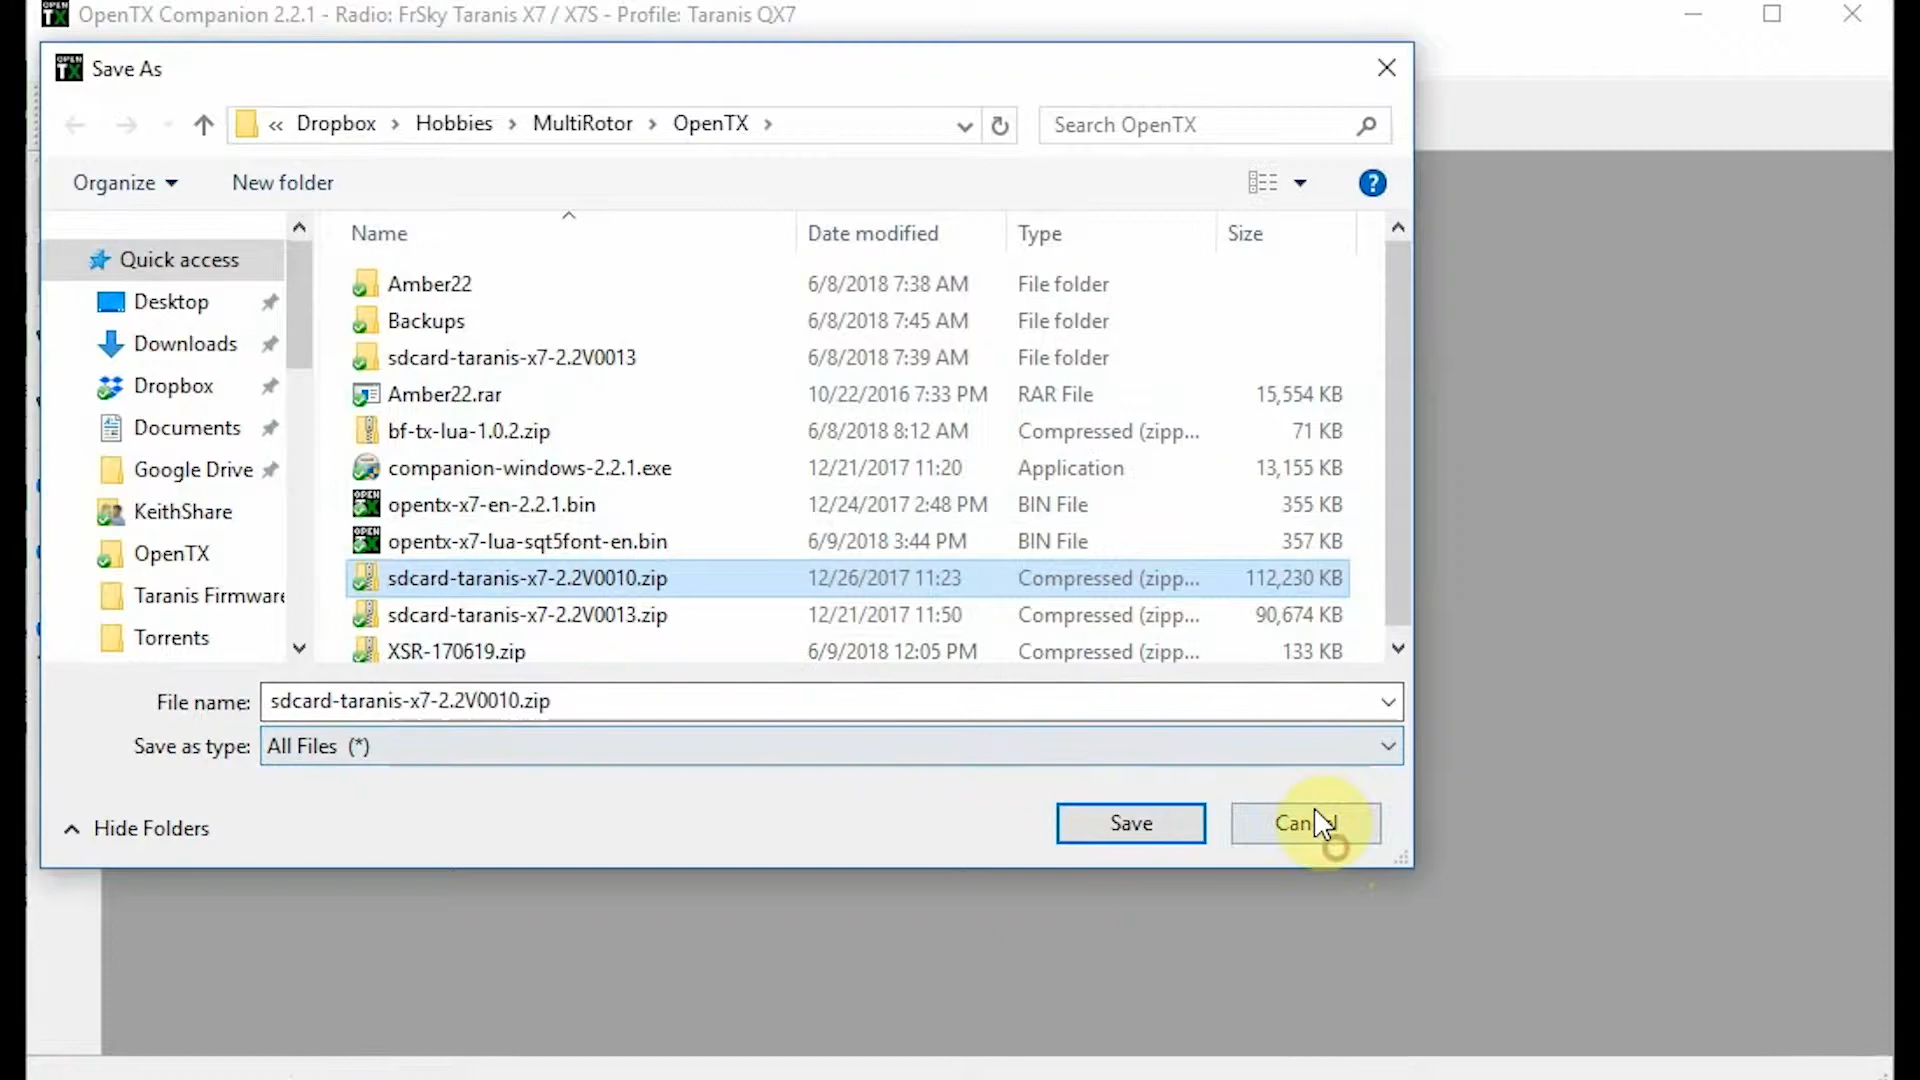 OpenTX Companion 2.2.1 - Radio: FrSky Taranis X7 / X7S - Profile: Taranis QX7
Save As
« Dropbox › Hobbies › MultiRotor › OpenTX ›
Search OpenTX
Organize
New folder
?
Name Date modified Type Size
Quick access
Desktop
Downloads
Dropbox
Documents
Google Drive
KeithShare
OpenTX
Taranis Firmware
Torrents
Amber22 6/8/2018 7:38 AM File folder
Backups 6/8/2018 7:45 AM File folder
sdcard-taranis-x7-2.2V0013 6/8/2018 7:39 AM File folder
Amber22.rar 10/22/2016 7:33 PM RAR File 15,554 KB
bf-tx-lua-1.0.2.zip 6/8/2018 8:12 AM Compressed (zipp... 71 KB
companion-windows-2.2.1.exe 12/21/2017 11:20 Application 13,155 KB
opentx-x7-en-2.2.1.bin 12/24/2017 2:48 PM BIN File 355 KB
opentx-x7-lua-sqt5font-en.bin 6/9/2018 3:44 PM BIN File 357 KB
sdcard-taranis-x7-2.2V0010.zip 12/26/2017 11:23 Compressed (zipp... 112,230 KB
sdcard-taranis-x7-2.2V0013.zip 12/21/2017 11:50 Compressed (zipp... 90,674 KB
XSR-170619.zip 6/9/2018 12:05 PM Compressed (zipp... 133 KB
File name: sdcard-taranis-x7-2.2V0010.zip
Save as type: All Files (*)
Hide Folders
Save
Cancel